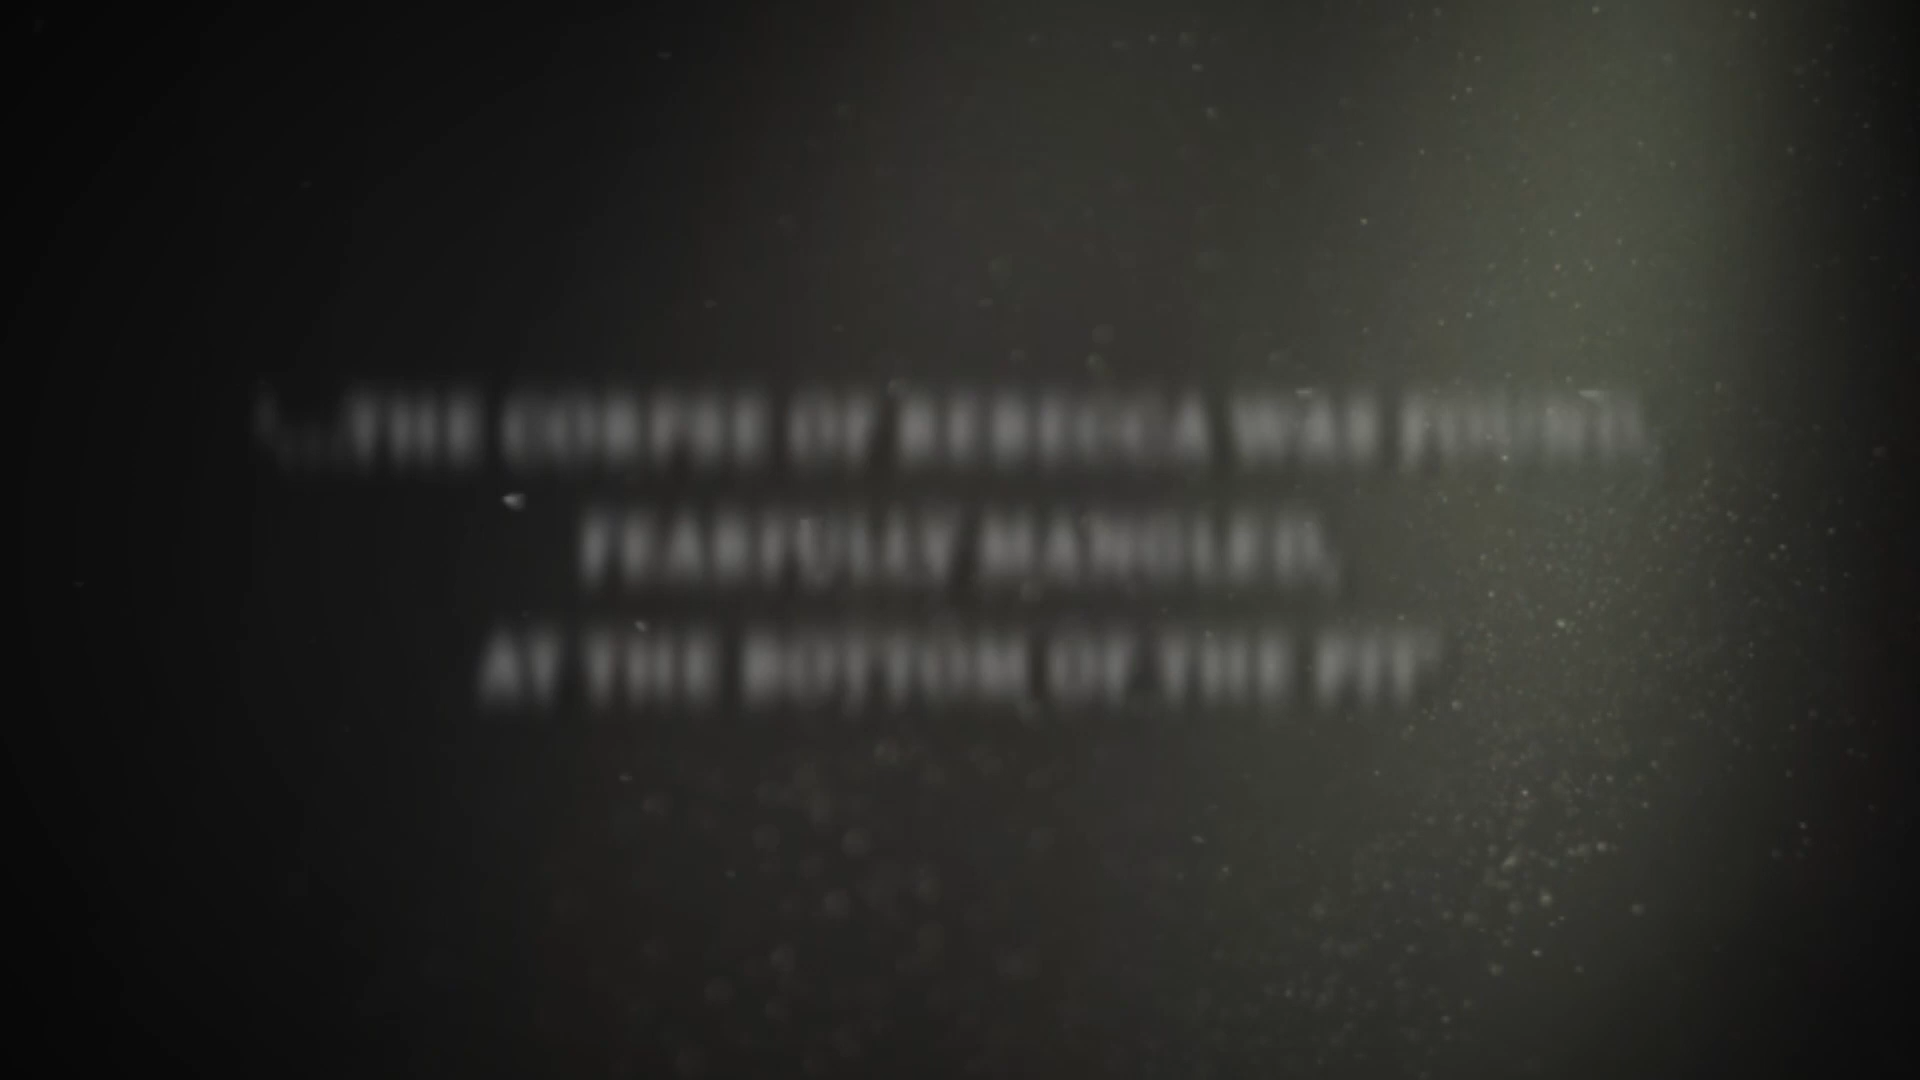 '...THE CORPSE OF REBECCA WAS FOUND,
FEARFULLY MANGLED,
AT THE BOTTOM OF THE PIT'